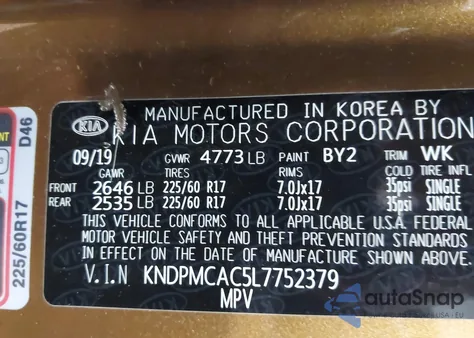 MANUFACTURED IN KOREA BY
KIA KIA MOTORS CORPORATION
09/19 GVWR 4773 LB PAINT BY2 TRIM WK
GAWR TIRES RIMS COLD TIRE INFL
FRONT 2646 LB 225/60 R17 7.0Jx17 35psi SINGLE
REAR 2535 LB 225/60 R17 7.0Jx17 35psi SINGLE
THIS VEHICLE CONFORMS TO ALL APPLICABLE U.S.A. FEDERAL
MOTOR VEHICLE SAFETY AND THEFT PREVENTION STANDARDS
IN EFFECT ON THE DATE OF MANUFACTURE SHOWN ABOVE.
V.I.N KNDPMCAC5L7752379
MPV
D46
225/60R17
autoSnap